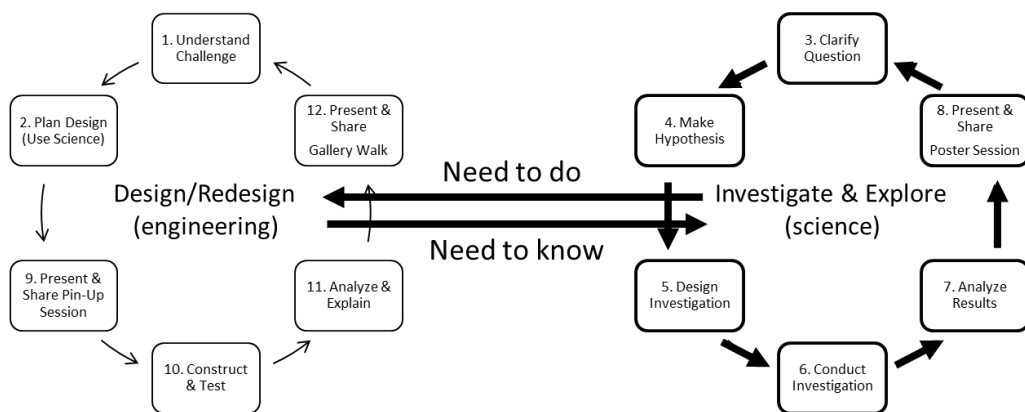 1. Understand
Challenge
2. Plan Design
(Use Science)
12. Present &
Share
Gallery Walk
Design/Redesign
(engineering)
9. Present &
Share Pin-Up
Session
11. Analyze &
Explain
10. Construct
& Test
Need to do
Need to know
3. Clarify
Question
4. Make
Hypothesis
8. Present &
Share
Poster Session
Investigate & Explore
(science)
5. Design
Investigation
7. Analyze
Results
6. Conduct
Investigation